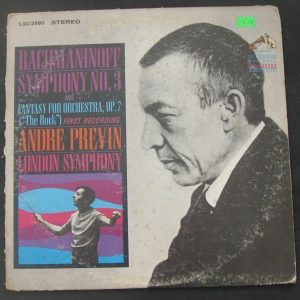 LSC-2990 STEREO
RACHMANINOFF
SYMPHONY NO. 3
and
FANTASY FOR ORCHESTRA, OP. 7
("The Rock") FIRST RECORDING
ANDRÉ PREVIN
LONDON SYMPHONY